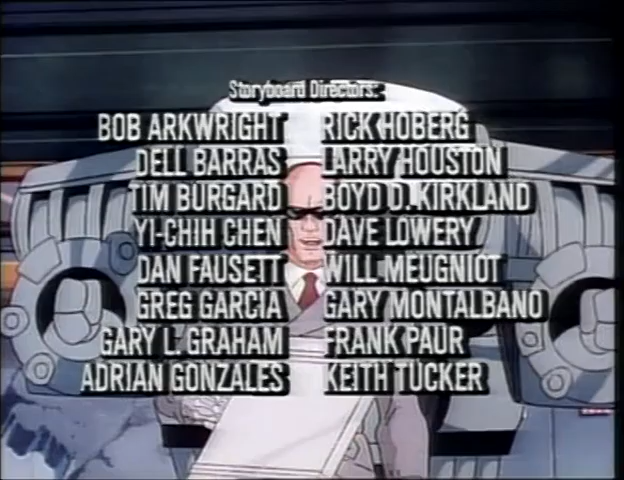 Storyboard Directors:
BOB ARKWRIGHT RICK HOBERG
DELL BARRAS LARRY HOUSTON
TIM BURGARD BOYD D. KIRKLAND
YI-CHIH CHEN DAVE LOWERY
DAN FAUSETT WILL MEUGNIOT
GREG GARCIA GARY MONTALBANO
GARY L. GRAHAM FRANK PAUR
ADRIAN GONZALES KEITH TUCKER